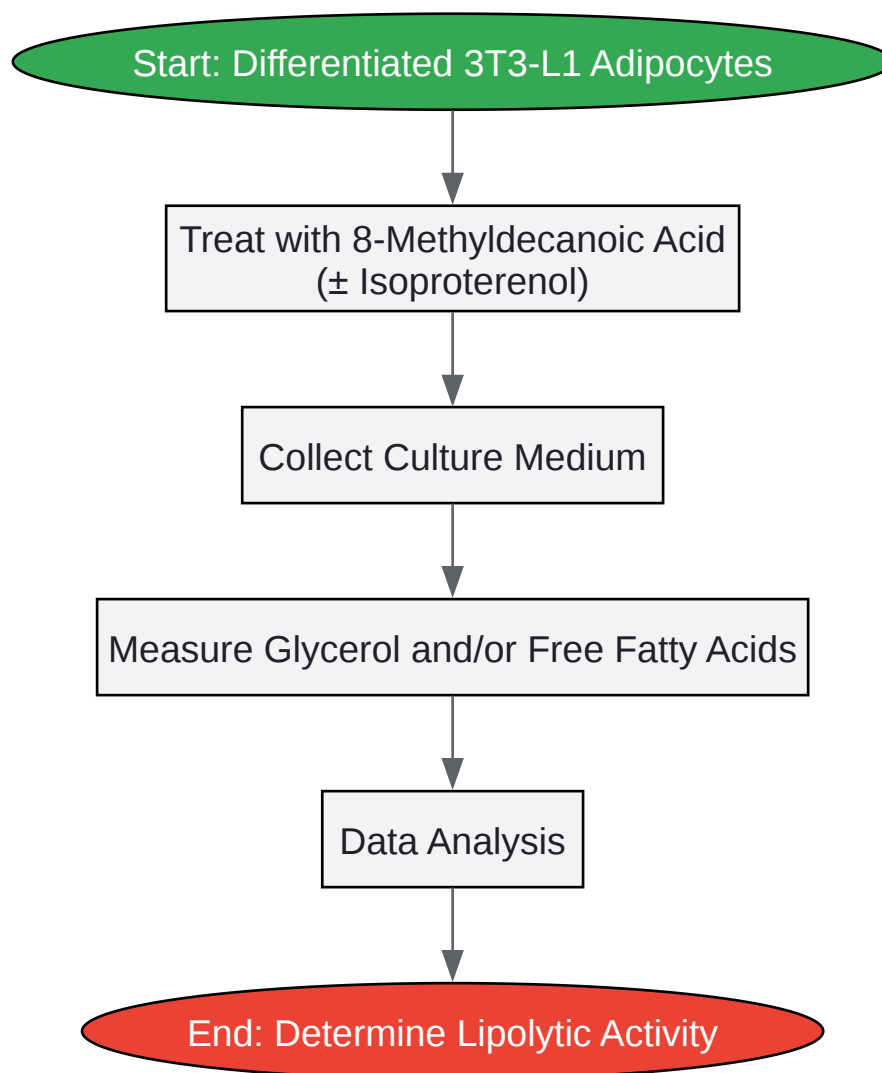 Start: Differentiated 3T3-L1 Adipocytes
Treat with 8-Methyldecanoic Acid
(± Isoproterenol)
Collect Culture Medium
Measure Glycerol and/or Free Fatty Acids
Data Analysis
End: Determine Lipolytic Activity